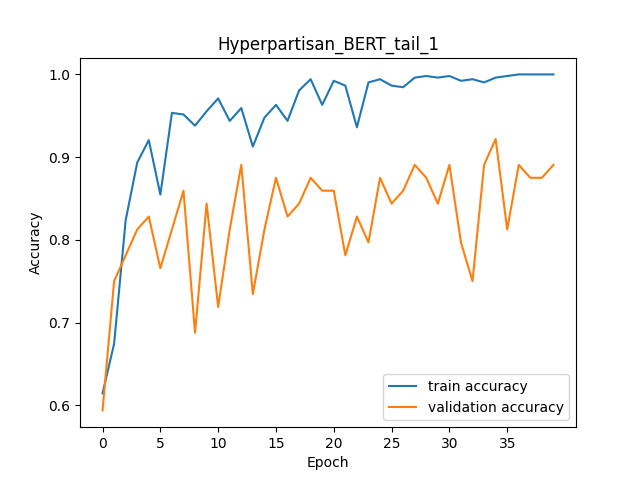 Hyperpartisan_BERT_tail_1
1.0
0.9
0.8
0.7
0.6
Accuracy
train accuracy
validation accuracy
0 5 10 15 20 25 30 35
Epoch